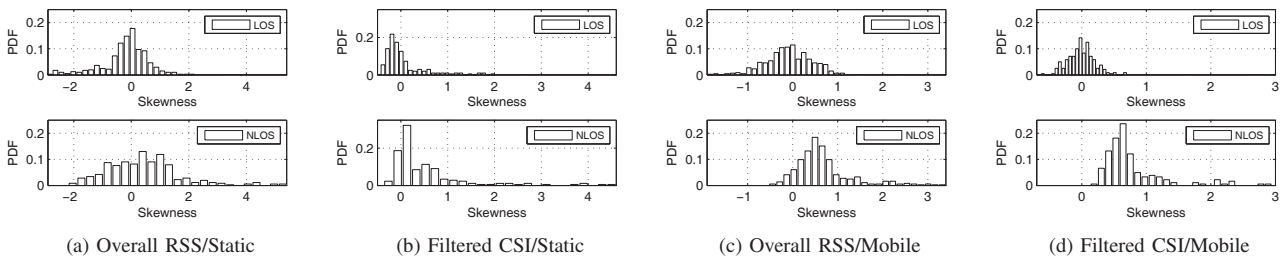 PDF
0.2
0.1
0
LOS
−2 0 2 4
Skewness
PDF
0.2
0.1
0
NLOS
−2 0 2 4
Skewness
(a) Overall RSS/Static
PDF
0.2
0.1
0
LOS
0 1 2 3 4
Skewness
PDF
0.2
0
NLOS
0 1 2 3 4
Skewness
(b) Filtered CSI/Static
PDF
0.2
0.1
0
LOS
−1 0 1 2 3
Skewness
PDF
0.2
0.1
0
NLOS
−1 0 1 2 3
Skewness
(c) Overall RSS/Mobile
PDF
0.2
0.1
0
LOS
0 1 2 3
Skewness
PDF
0.2
0.1
0
NLOS
0 1 2 3
Skewness
(d) Filtered CSI/Mobile